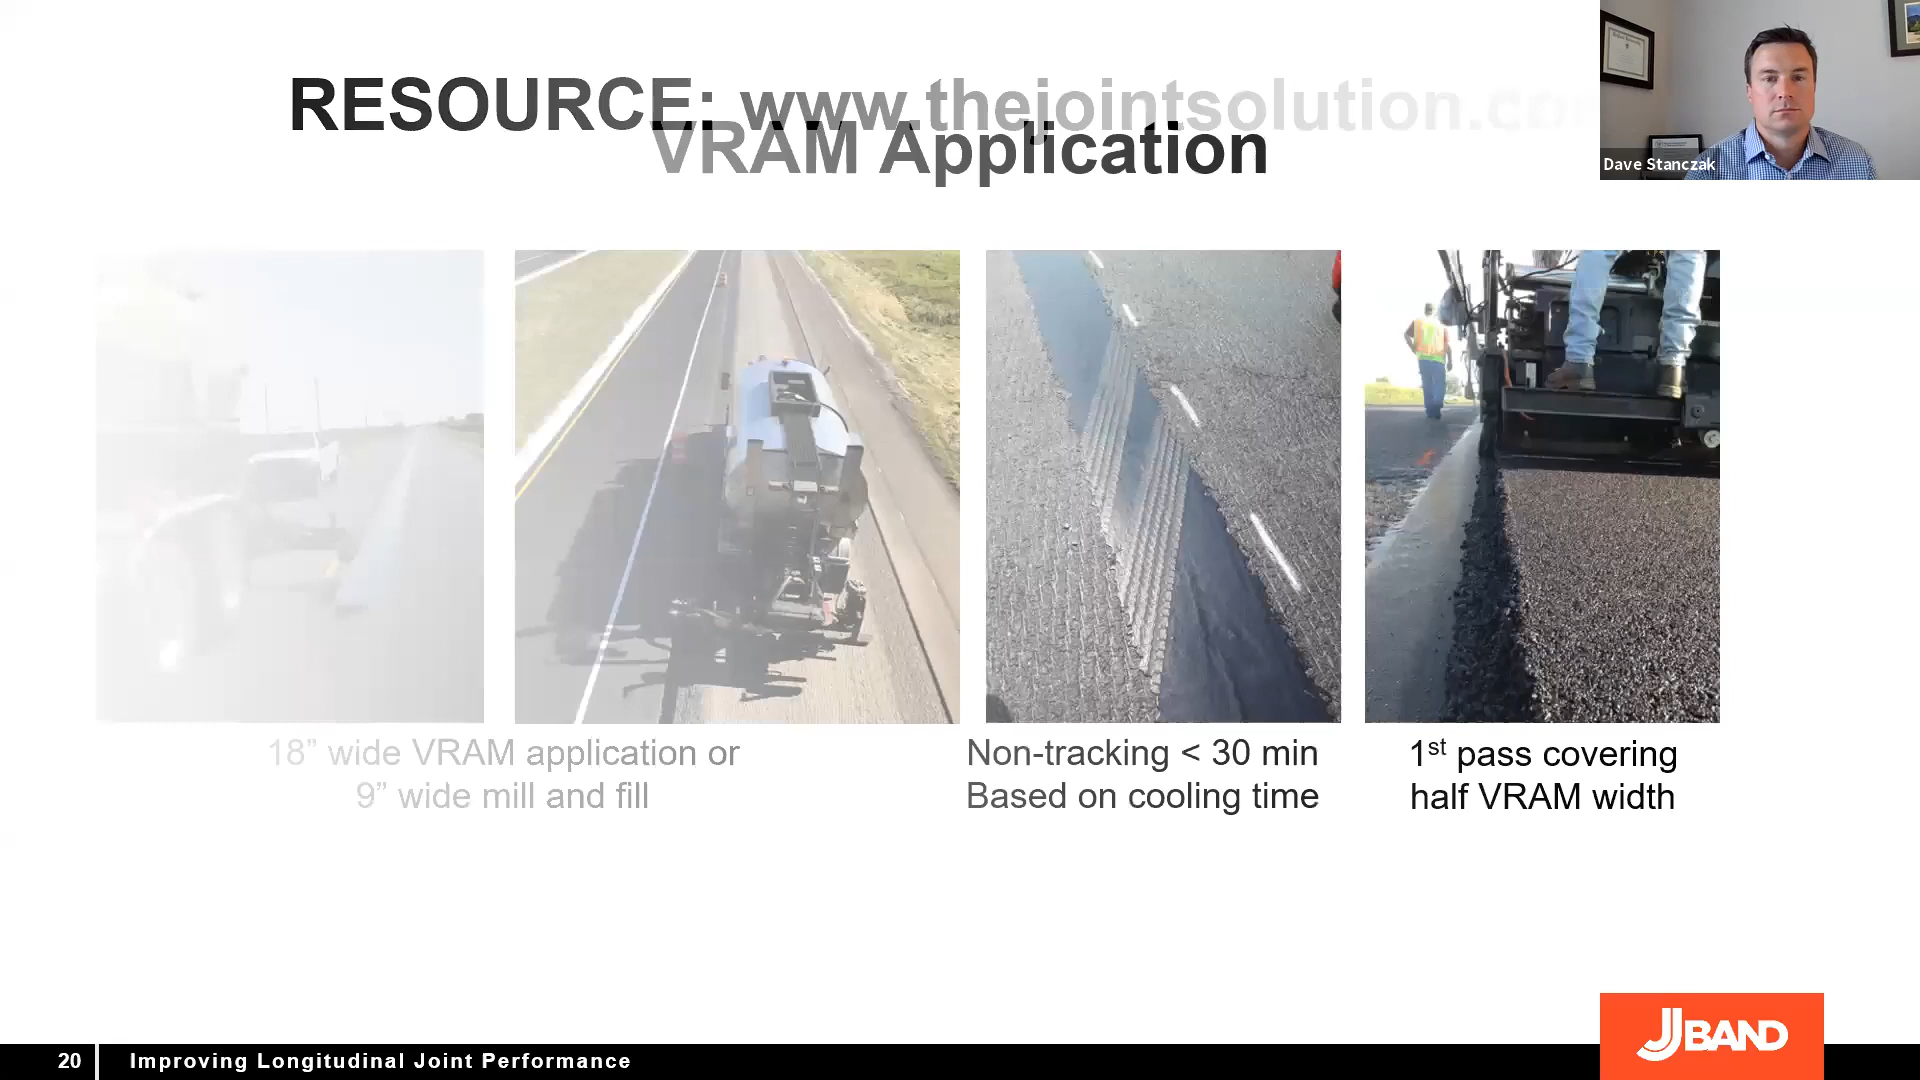 Dave Stanczak
RESOURCE: www.thejointsolution.com
VRAM Application
18” wide VRAM application or
9” wide mill and fill
Non-tracking < 30 min
Based on cooling time
1st pass covering
half VRAM width
20
Improving Longitudinal Joint Performance
JBAND